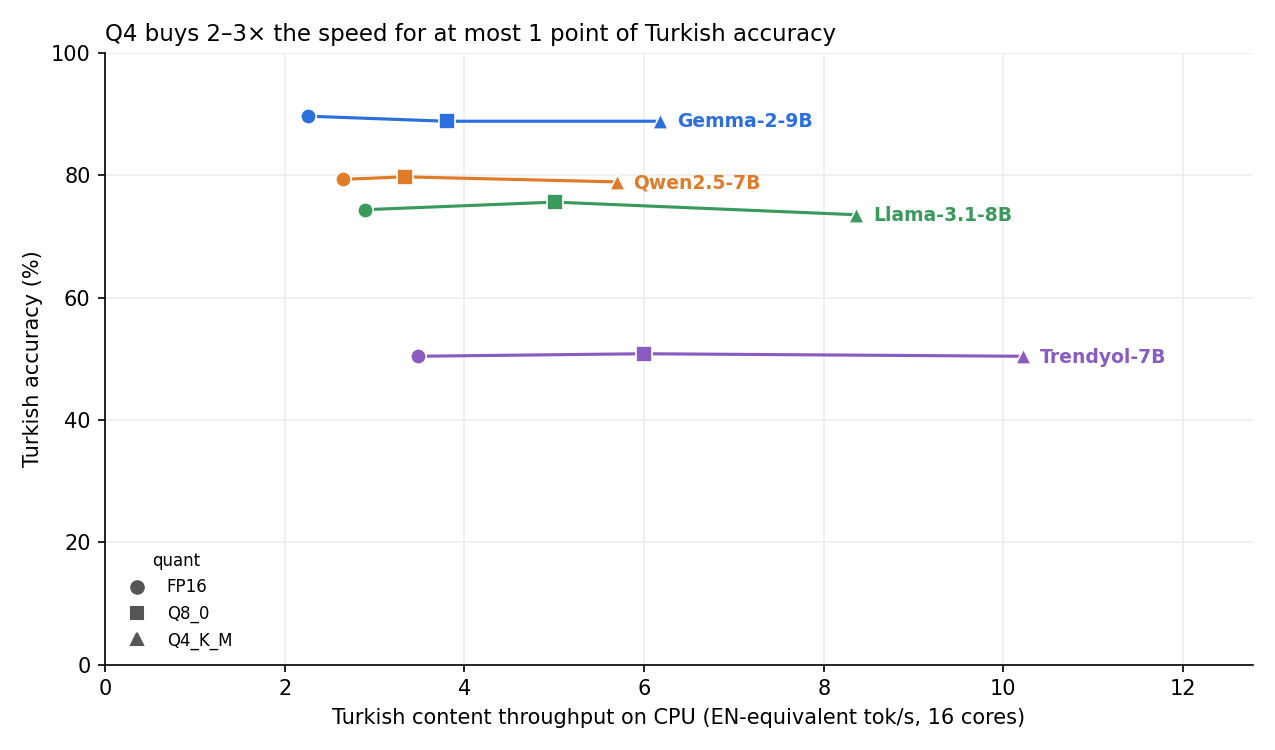 Q4 buys 2–3× the speed for at most 1 point of Turkish accuracy
100
80
60
40
20
0
Turkish accuracy (%)
Gemma-2-9B
Qwen2.5-7B
Llama-3.1-8B
Trendyol-7B
quant
FP16
Q8_0
Q4_K_M
0 2 4 6 8 10 12
Turkish content throughput on CPU (EN-equivalent tok/s, 16 cores)